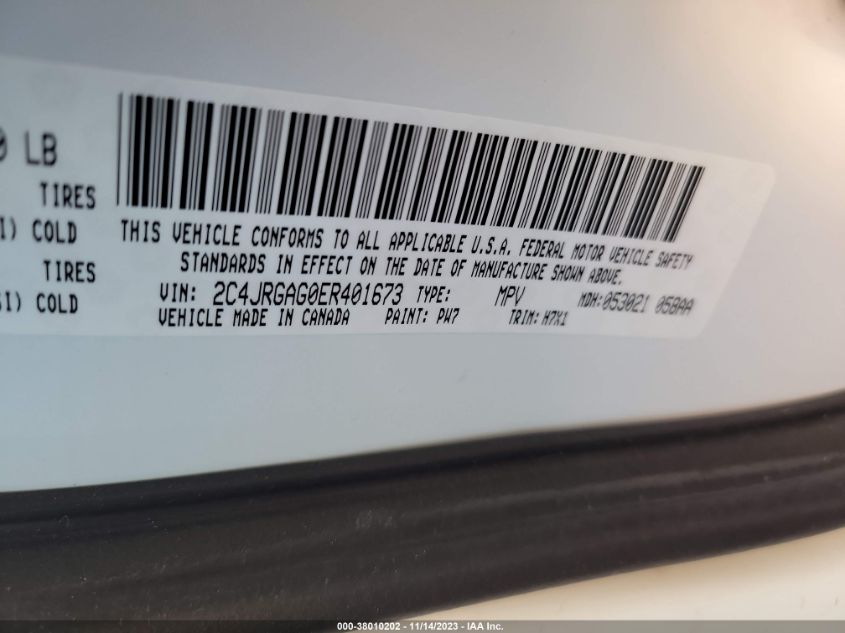 0 LB
TIRES
I) COLD
TIRES
SI) COLD
THIS VEHICLE CONFORMS TO ALL APPLICABLE U.S.A. FEDERAL MOTOR VEHICLE SAFETY
STANDARDS IN EFFECT ON THE DATE OF MANUFACTURE SHOWN ABOVE.
VIN: 2C4JRGAG0ER401673 TYPE: MPV MDH: 053021 058AA
VEHICLE MADE IN CANADA PAINT: PW7 TRIM: H7X1
000-38010202 - 11/14/2023 - IAA Inc.